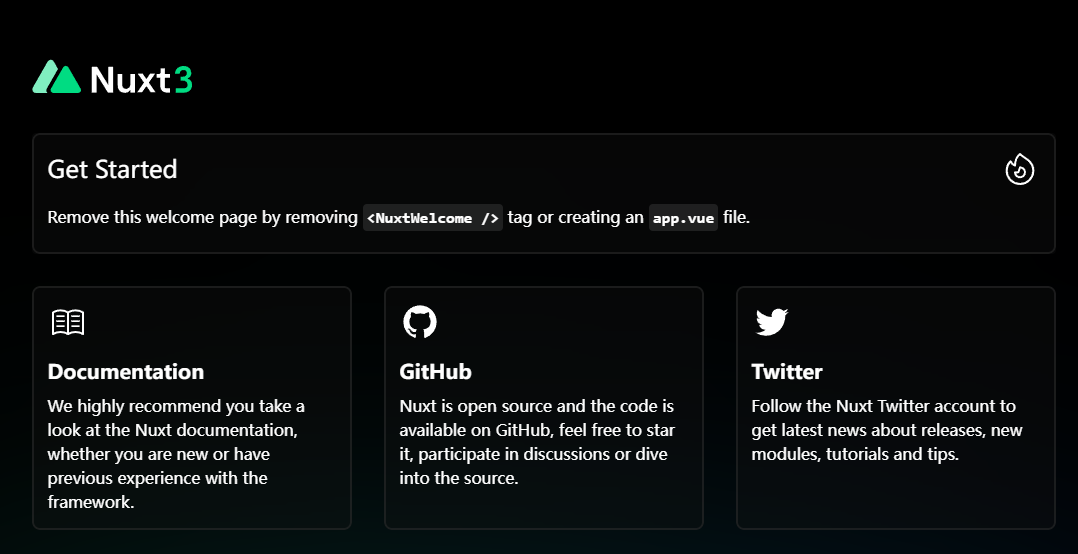 Nuxt3
Get Started
Remove this welcome page by removing <NuxtWelcome /> tag or creating an app.vue file.
Documentation
We highly recommend you take a
look at the Nuxt documentation,
whether you are new or have
previous experience with the
framework.
GitHub
Nuxt is open source and the code is
available on GitHub, feel free to star
it, participate in discussions or dive
into the source.
Twitter
Follow the Nuxt Twitter account to
get latest news about releases, new
modules, tutorials and tips.